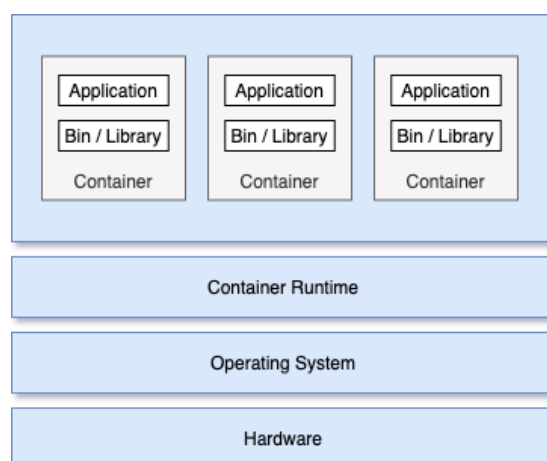 Application Application Application
Bin / Library Bin / Library Bin / Library
Container Container Container
Container Runtime
Operating System
Hardware